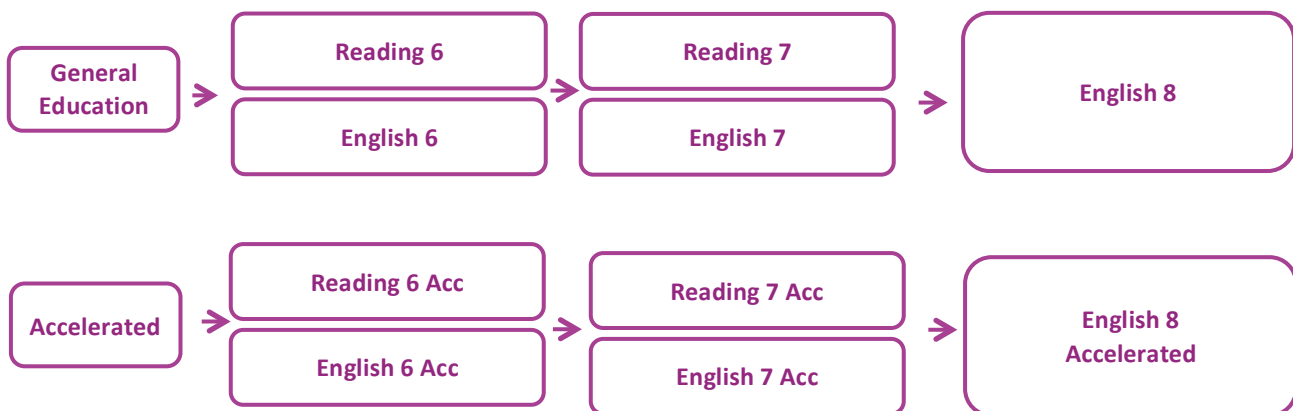 General
Education
Reading 6
English 6
Reading 7
English 7
English 8
Accelerated
Reading 6 Acc
English 6 Acc
Reading 7 Acc
English 7 Acc
English 8
Accelerated